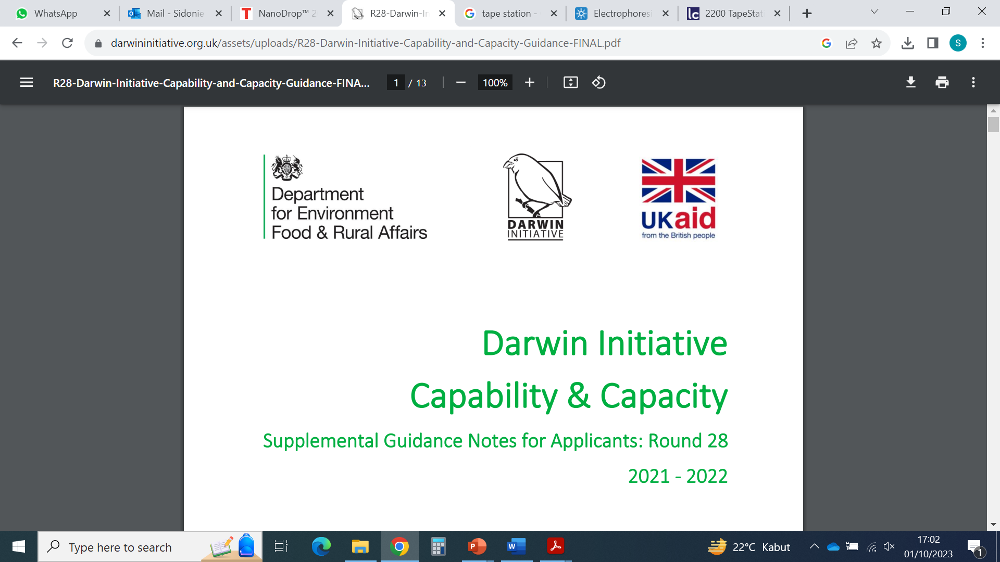 WhatsApp
Mail - Sidonie
NanoDrop™ 2
R28-Darwin-In
tape station -
Electrophoresi
2200 TapeStat
darwininitiative.org.uk/assets/uploads/R28-Darwin-Initiative-Capability-and-Capacity-Guidance-FINAL.pdf
S
R28-Darwin-Initiative-Capability-and-Capacity-Guidance-FINA...
1 / 13
100%
Department
for Environment
Food & Rural Affairs
DARWIN
INITIATIVE
UKaid
from the British people
Darwin Initiative
Capability & Capacity
Supplemental Guidance Notes for Applicants: Round 28
2021 - 2022
Type here to search
22°C Kabut
17:02
01/10/2023
1